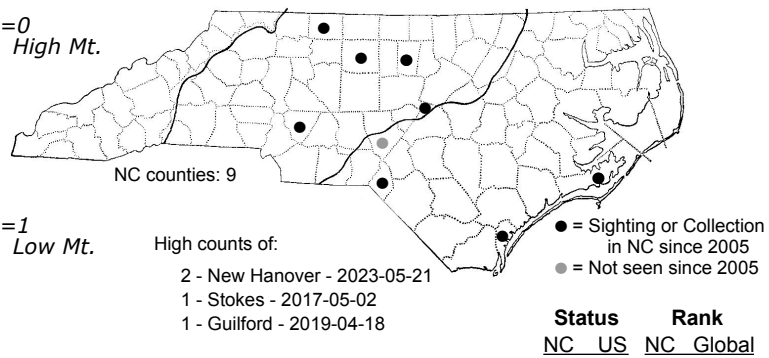 =0
High Mt.
NC counties: 9
=1
Low Mt.
High counts of:
2 - New Hanover - 2023-05-21
1 - Stokes - 2017-05-02
1 - Guilford - 2019-04-18
= Sighting or Collection
in NC since 2005
= Not seen since 2005
Status Rank
NC US NC Global